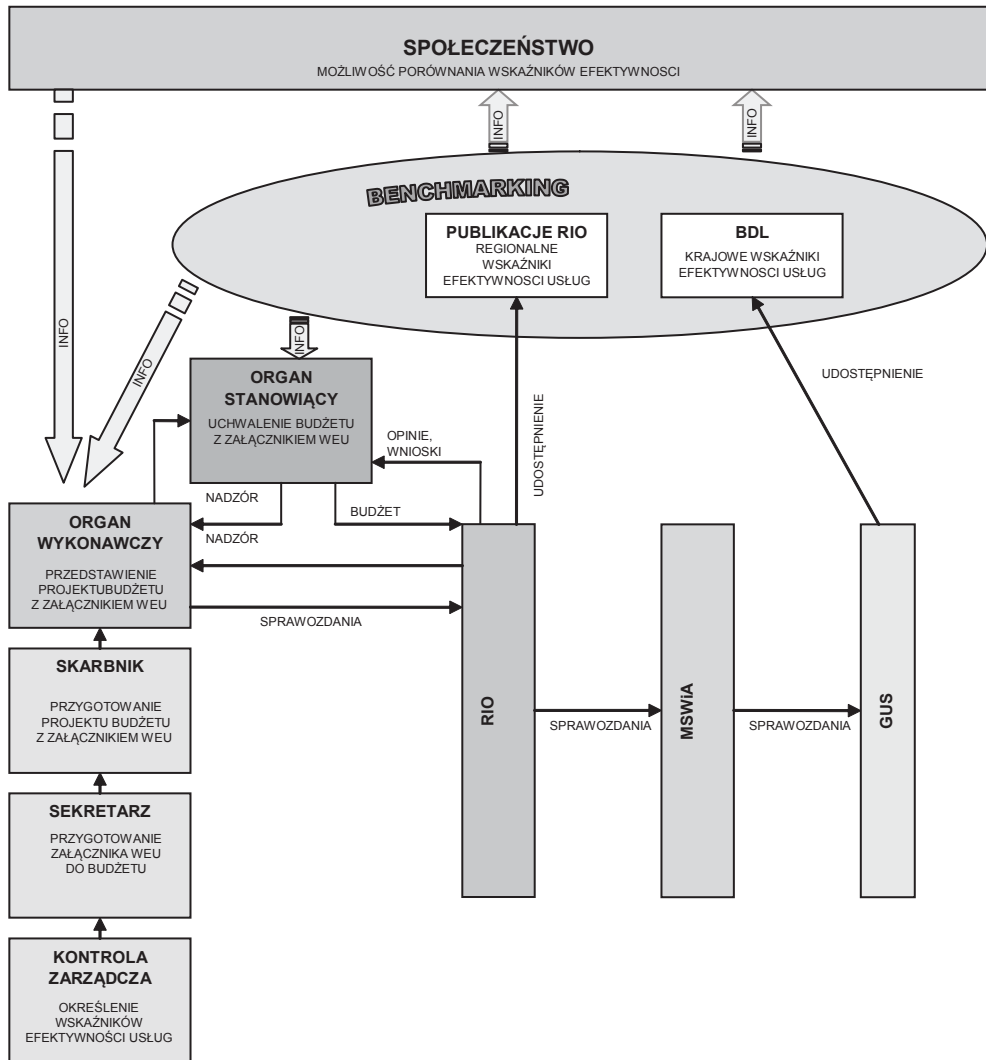 SPOŁECZEŃSTWO
MOŻLIWOŚĆ PORÓWNANIA WSKAŹNIKÓW EFEKTYWNOSCI
INFO
INFO
BENCHMARKING
PUBLIKACJE RIO
REGIONALNE
WSKAŹNIKI
EFEKTYWNOSCI USŁUG
BDL
KRAJOWE WSKAŹNIKI
EFEKTYWNOSCI USŁUG
INFO
INFO
INFO
ORGAN
STANOWIĄCY
UCHWALENIE BUDŻETU
Z ZAŁĄCZNIKIEM WEU
UDOSTĘPNIENIE
UDOSTĘPNIENIE
OPINIE,
WNIOSKI
NADZÓR
BUDŻET
ORGAN
WYKONAWCZY
PRZEDSTAWIENIE
PROJEKTUBUDŻETU
Z ZAŁĄCZNIKIEM WEU
NADZÓR
SPRAWOZDANIA
SKARBNIK
PRZYGOTOWANIE
PROJEKTU BUDŻETU
Z ZAŁĄCZNIKIEM WEU
RIO
SPRAWOZDANIA
MSWiA
SPRAWOZDANIA
GUS
SEKRETARZ
PRZYGOTOWANIE
ZAŁĄCZNIKA WEU
DO BUDŻETU
KONTROLA
ZARZĄDCZA
OKREŚLENIE
WSKAŹNIKÓW
EFEKTYWNOŚCI USŁUG